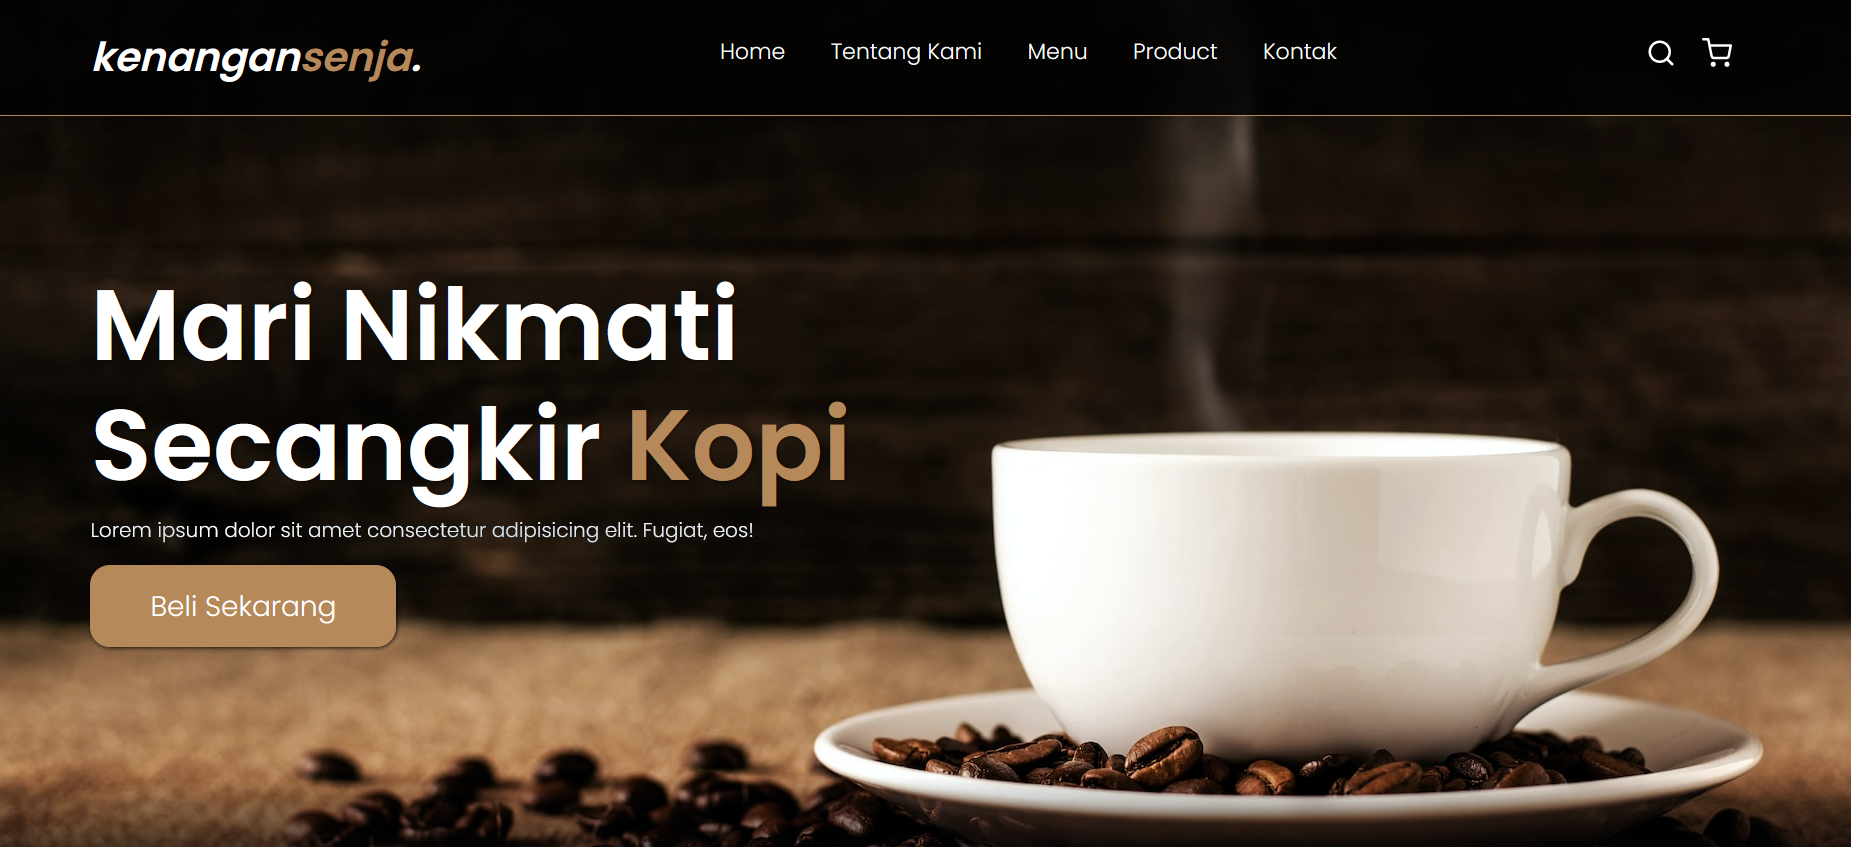 kenangansenja.
Home Tentang Kami Menu Product Kontak
Mari Nikmati
Secangkir Kopi
Lorem ipsum dolor sit amet consectetur adipisicing elit. Fugiat, eos!
Beli Sekarang